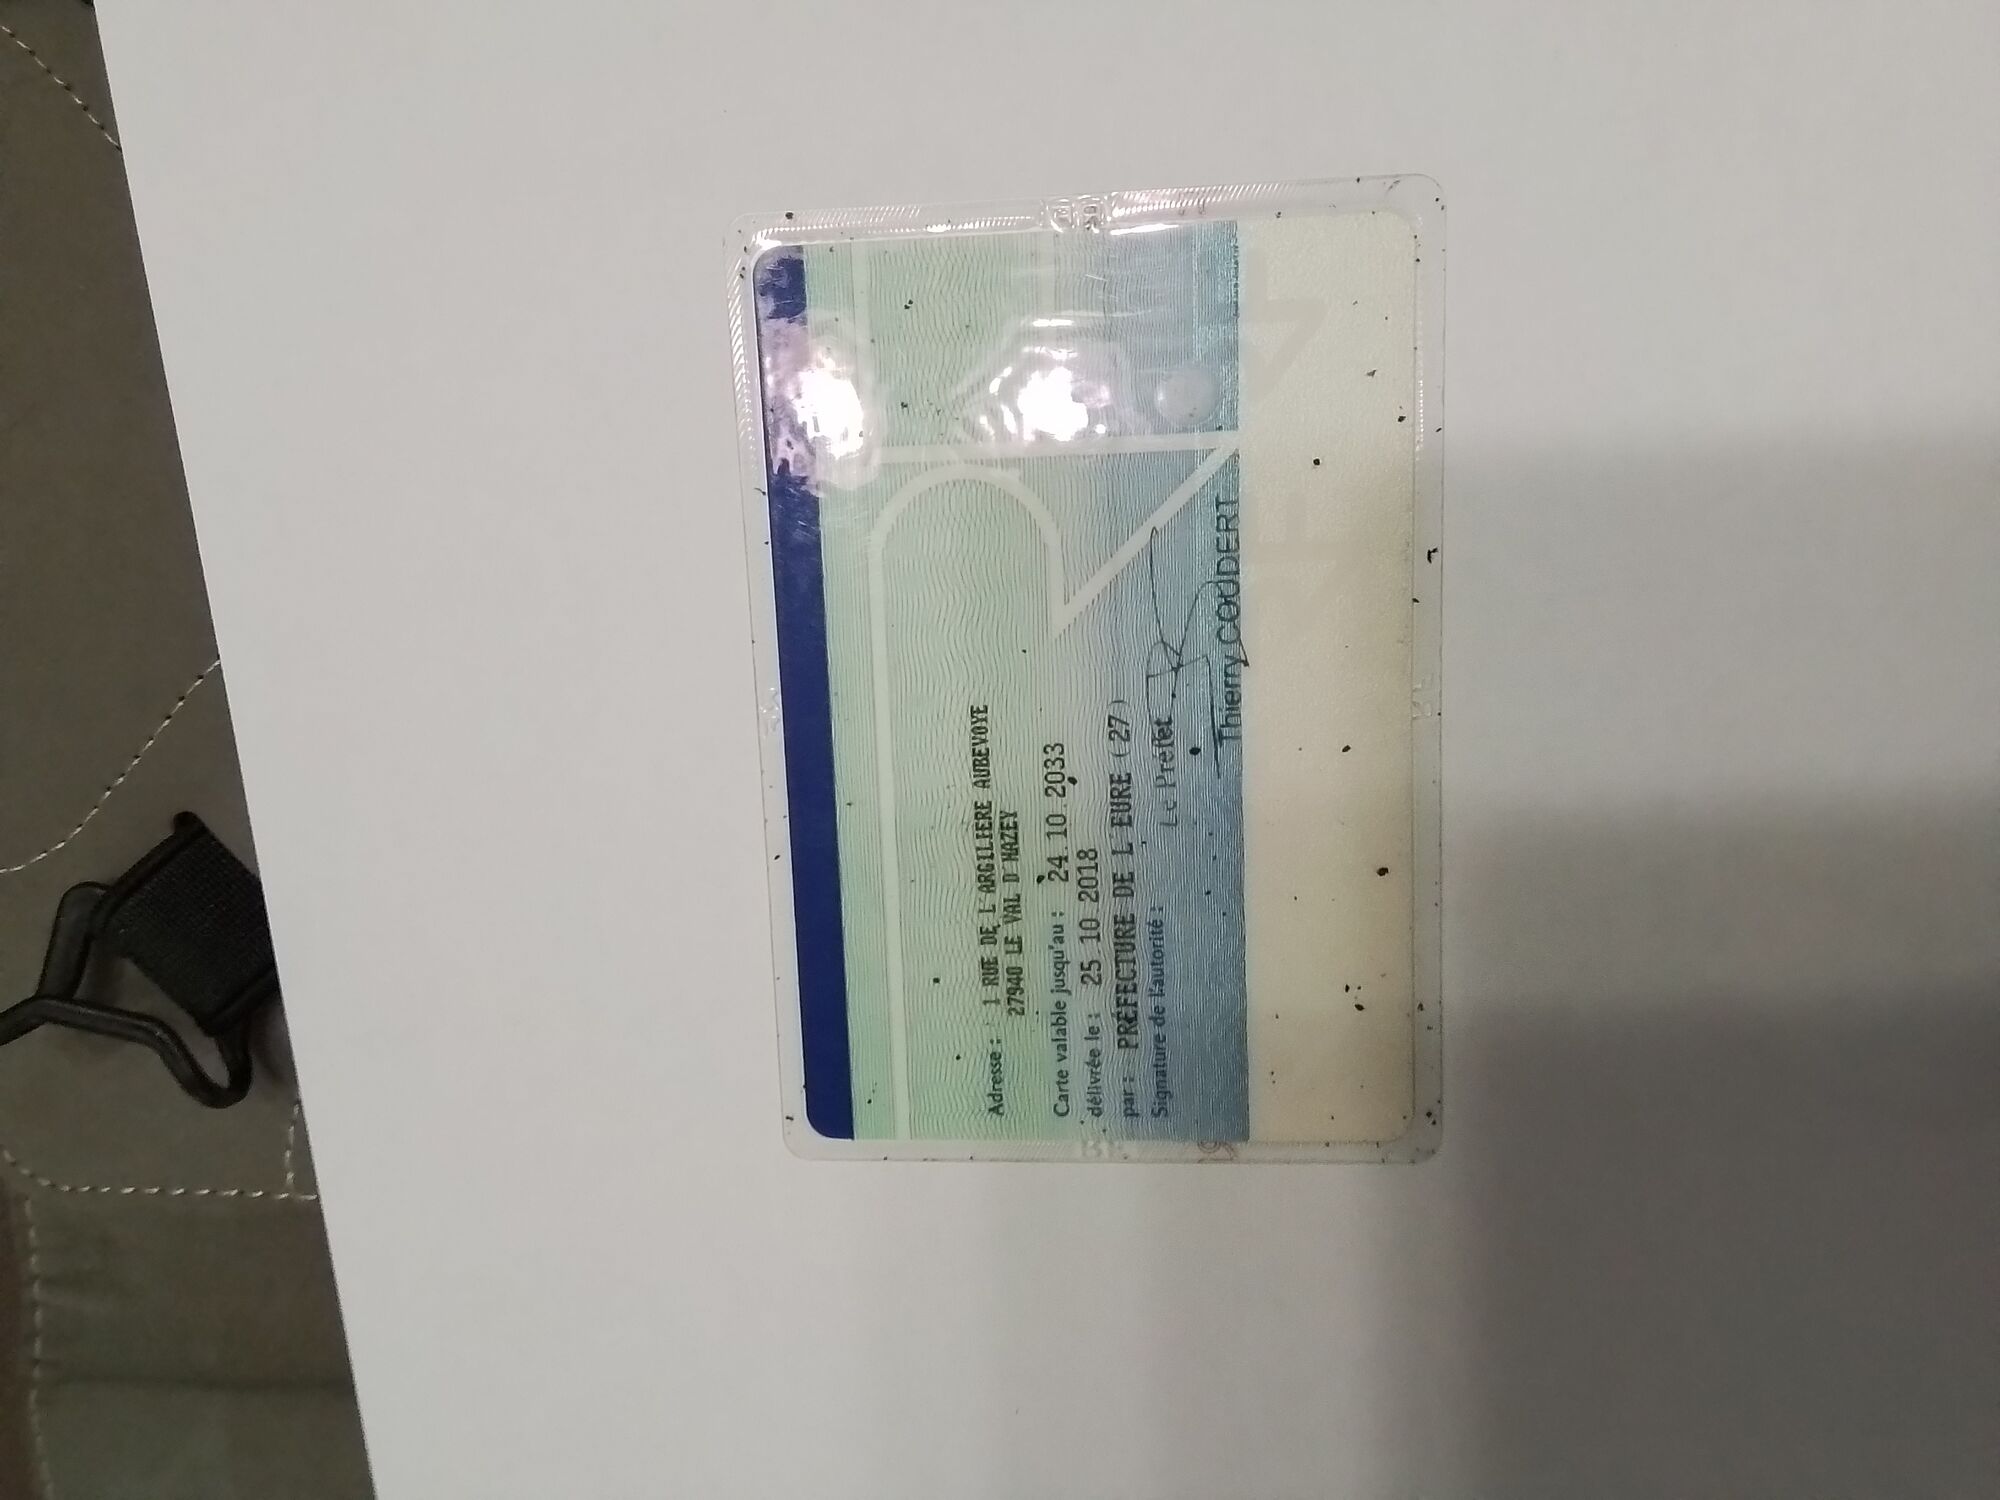 Adresse : 1 RUE DE L'ARGILIERE AUBEVOYE
27940 LE VAL D HAZEY
Carte valable jusqu'au : 24.10.2033
délivrée le : 25 10 2018
par : PREFECTURE DE L EURE (27)
Signature de l'autorité : Le Préfet
Thierry COUDERT